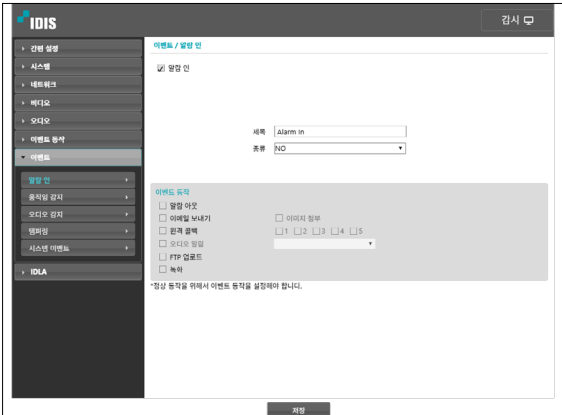 IDIS
감시
간편 설정
시스템
네트워크
비디오
오디오
이벤트 동작
이벤트
알람 인
움직임 감지
오디오 감지
탬퍼링
시스템 이벤트
IDLA
이벤트 / 알람 인
알람 인
제목 Alarm In
종류 NO
이벤트 동작
알람 아웃
이메일 보내기 이미지 첨부
원격 콜백 1 2 3 4 5
오디오 알림
FTP 업로드
녹화
*정상 동작을 위해서 이벤트 동작을 설정해야 합니다.
저장